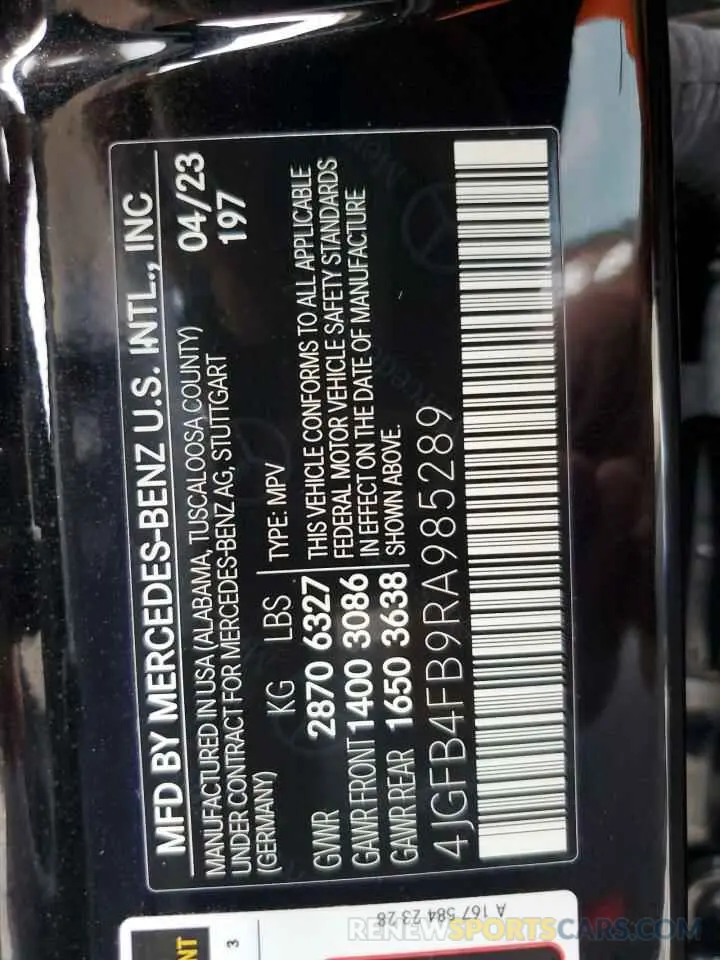 MFD BY MERCEDES-BENZ U.S. INTL., INC
MANUFACTURED IN USA (ALABAMA, TUSCALOOSA COUNTY) 04/23
UNDER CONTRACT FOR MERCEDES-BENZ AG, STUTTGART 197
(GERMANY)
KG LBS TYPE: MPV
GVWR 2870 6327 THIS VEHICLE CONFORMS TO ALL APPLICABLE
FEDERAL MOTOR VEHICLE SAFETY STANDARDS
GAWR FRONT 1400 3086 IN EFFECT ON THE DATE OF MANUFACTURE
GAWR REAR 1650 3638 SHOWN ABOVE.
4JGFB4FB9RA985289
A 167 584 23 28
3
RENEWSPORTSCARS.COM